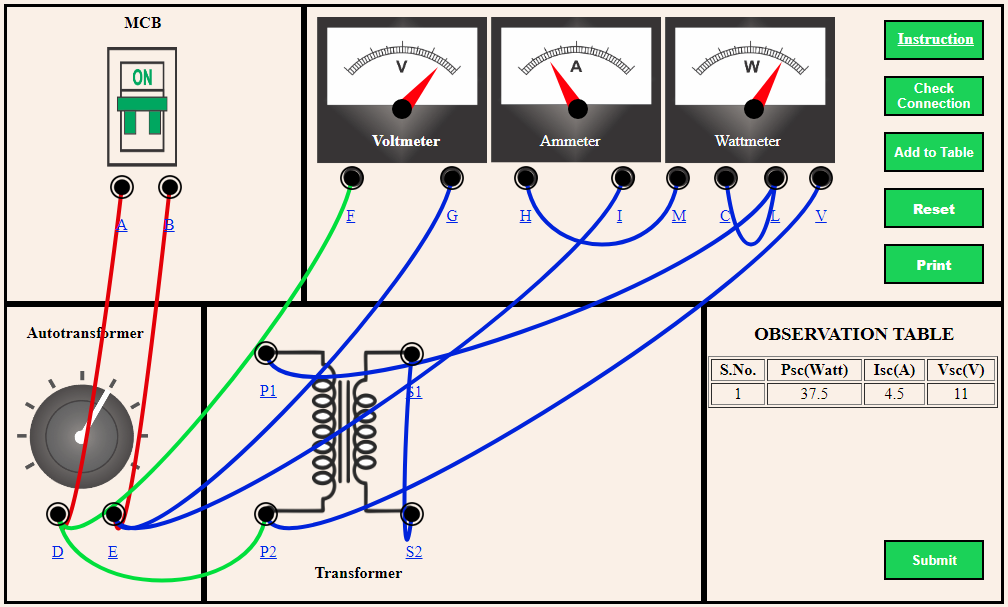 MCB
ON
A B
V
Voltmeter
A
Ammeter
W
Wattmeter
F G H I M C L V
Instruction
Check
Connection
Add to Table
Reset
Print
Autotransformer
D E
P1 S1
P2 S2
Transformer
OBSERVATION TABLE
S.No. Psc(Watt) Isc(A) Vsc(V)
1 37.5 4.5 11
Submit